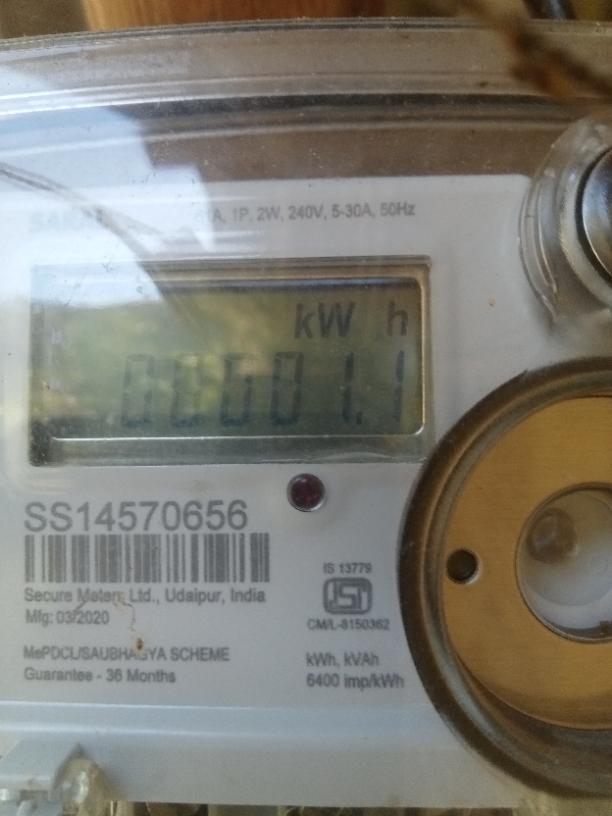 1P, 2W, 240V, 5-30A, 50Hz
kW h
00001.1
SS14570656
Secure Meters Ltd., Udaipur, India
Mfg: 03/2020
IS 13779
ISI
CM/L-8150362
MePDCL/SAUBHAGYA SCHEME
Guarantee - 36 Months
kWh, kVAh
6400 imp/kWh